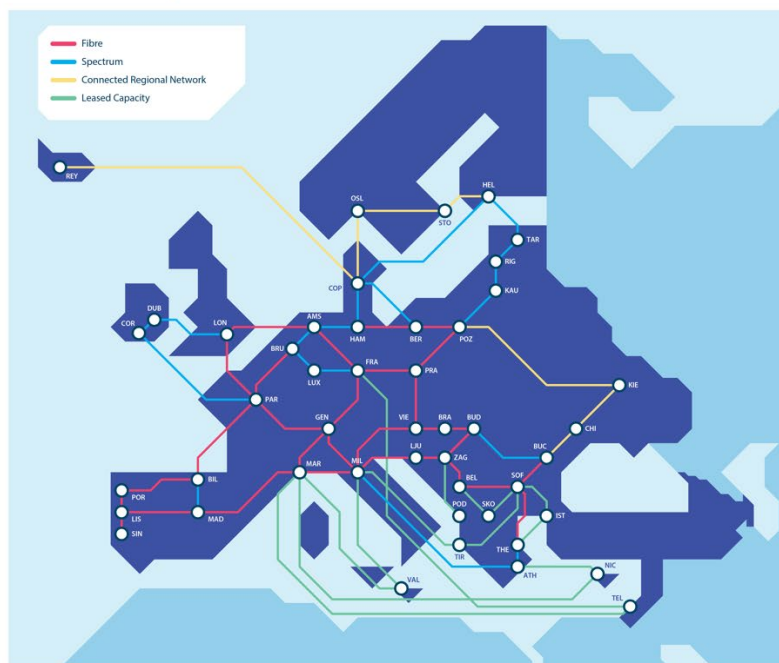 Fibre
Spectrum
Connected Regional Network
Leased Capacity
REY
OSL
STO
HEL
TAR
RIG
KAU
COP
DUB
COR
LON
AMS
HAM
BER
POZ
BRU
LUX
FRA
PRA
KIE
PAR
GEN
VIE
BRA
BUD
CHI
BUC
LJU
ZAG
MAR
MIL
BIL
BEL
SOF
POR
LIS
MAD
POD
SKO
IST
SIN
TIR
THE
ATH
NIC
VAL
TEL